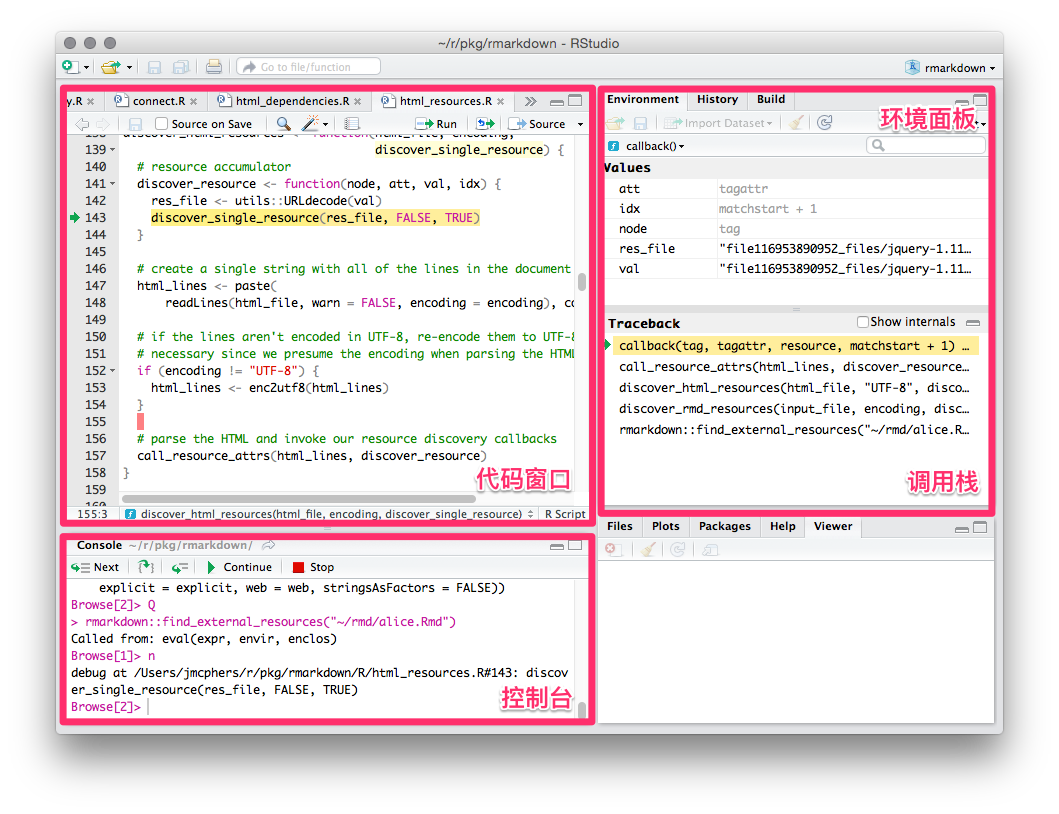 ~/r/pkg/rmarkdown - RStudio
Go to file/function
rmarkdown
y.R connect.R html_dependencies.R html_resources.R
Source on Save Run Source
139 discover_single_resource) {
140 # resource accumulator
141 discover_resource <- function(node, att, val, idx) {
142 res_file <- utils::URLdecode(val)
143 discover_single_resource(res_file, FALSE, TRUE)
144 }
145
146 # create a single string with all of the lines in the document
147 html_lines <- paste(
148 readLines(html_file, warn = FALSE, encoding = encoding), co
149
150 # if the lines aren't encoded in UTF-8, re-encode them to UTF-8
151 # necessary since we presume the encoding when parsing the HTML
152 if (encoding != "UTF-8") {
153 html_lines <- enc2utf8(html_lines)
154 }
155
156 # parse the HTML and invoke our resource discovery callbacks
157 call_resource_attrs(html_lines, discover_resource)
158 }
159
代码窗口
155:3 discover_html_resources(html_file, encoding, discover_single_resource) R Script
Console ~/r/pkg/rmarkdown/
Next Continue Stop
explicit = explicit, web = web, stringsAsFactors = FALSE))
Browse[2]> Q
> rmarkdown::find_external_resources("~/rmd/alice.Rmd")
Called from: eval(expr, envir, enclos)
Browse[1]> n
debug at /Users/jmcphers/r/pkg/rmarkdown/R/html_resources.R#143: discov
er_single_resource(res_file, FALSE, TRUE)
Browse[2]>
控制台
Environment History Build
Import Dataset
环境面板
callback()
Values
att tagattr
idx matchstart + 1
node tag
res_file "file116953890952_files/jquery-1.11…
val "file116953890952_files/jquery-1.11…
Traceback Show internals
callback(tag, tagattr, resource, matchstart + 1) …
call_resource_attrs(html_lines, discover_resource…
discover_html_resources(html_file, "UTF-8", disco…
discover_rmd_resources(input_file, encoding, disc…
rmarkdown::find_external_resources("~/rmd/alice.R…
调用栈
Files Plots Packages Help Viewer